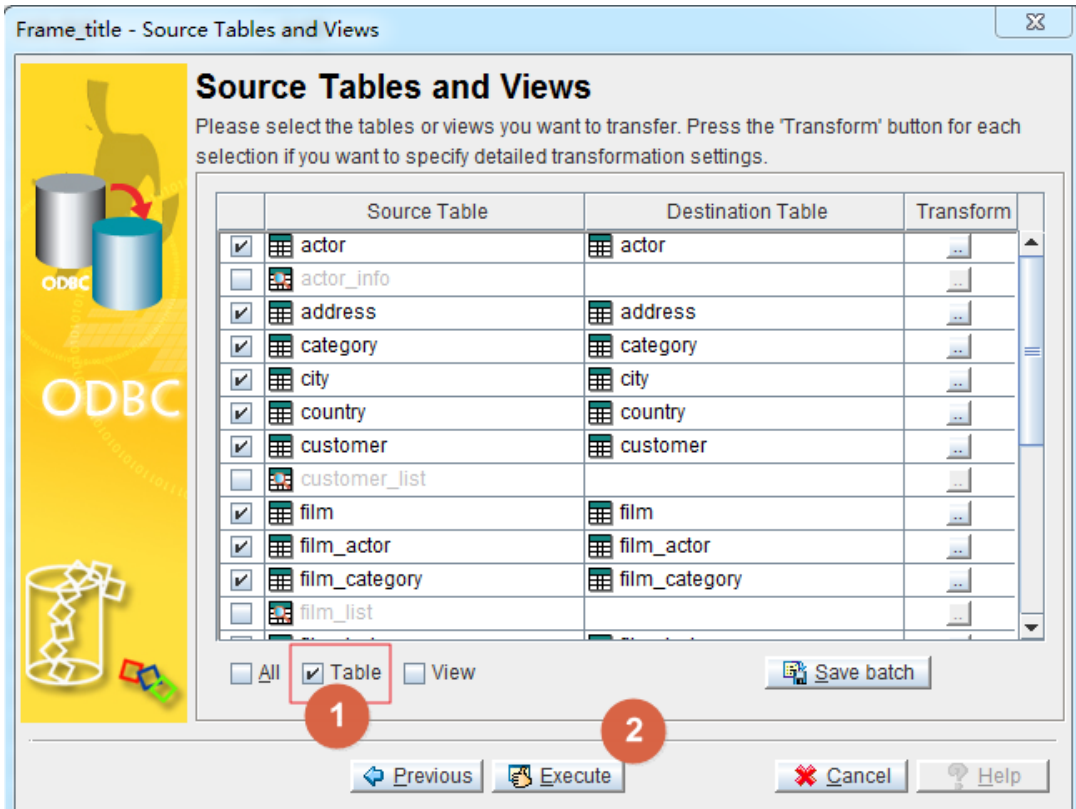 Frame_title - Source Tables and Views
Source Tables and Views
Please select the tables or views you want to transfer. Press the 'Transform' button for each
selection if you want to specify detailed transformation settings.
Source Table Destination Table Transform
actor actor ..
actor_info ..
address address ..
category category ..
city city ..
country country ..
customer customer ..
customer_list ..
film film ..
film_actor film_actor ..
film_category film_category ..
film_list ..
ODBC
ODBC
All Table View Save batch
1
2
Previous Execute Cancel Help